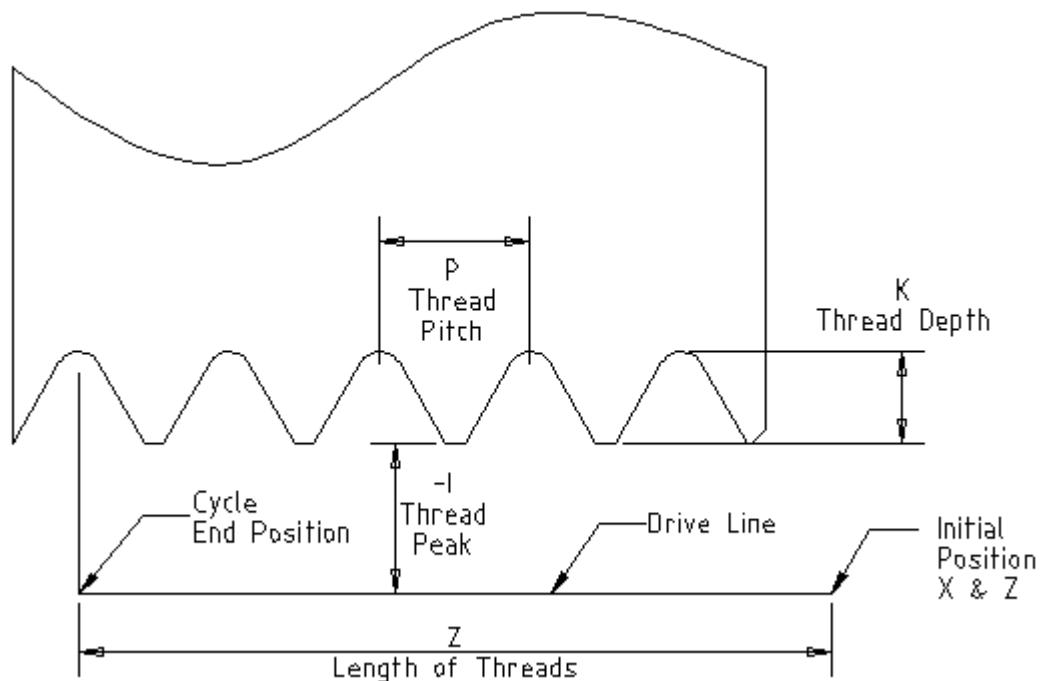 P
Thread
Pitch
K
Thread Depth
-I
Thread
Peak
Cycle
End Position
Drive Line
Initial
Position
X & Z
Z
Length of Threads